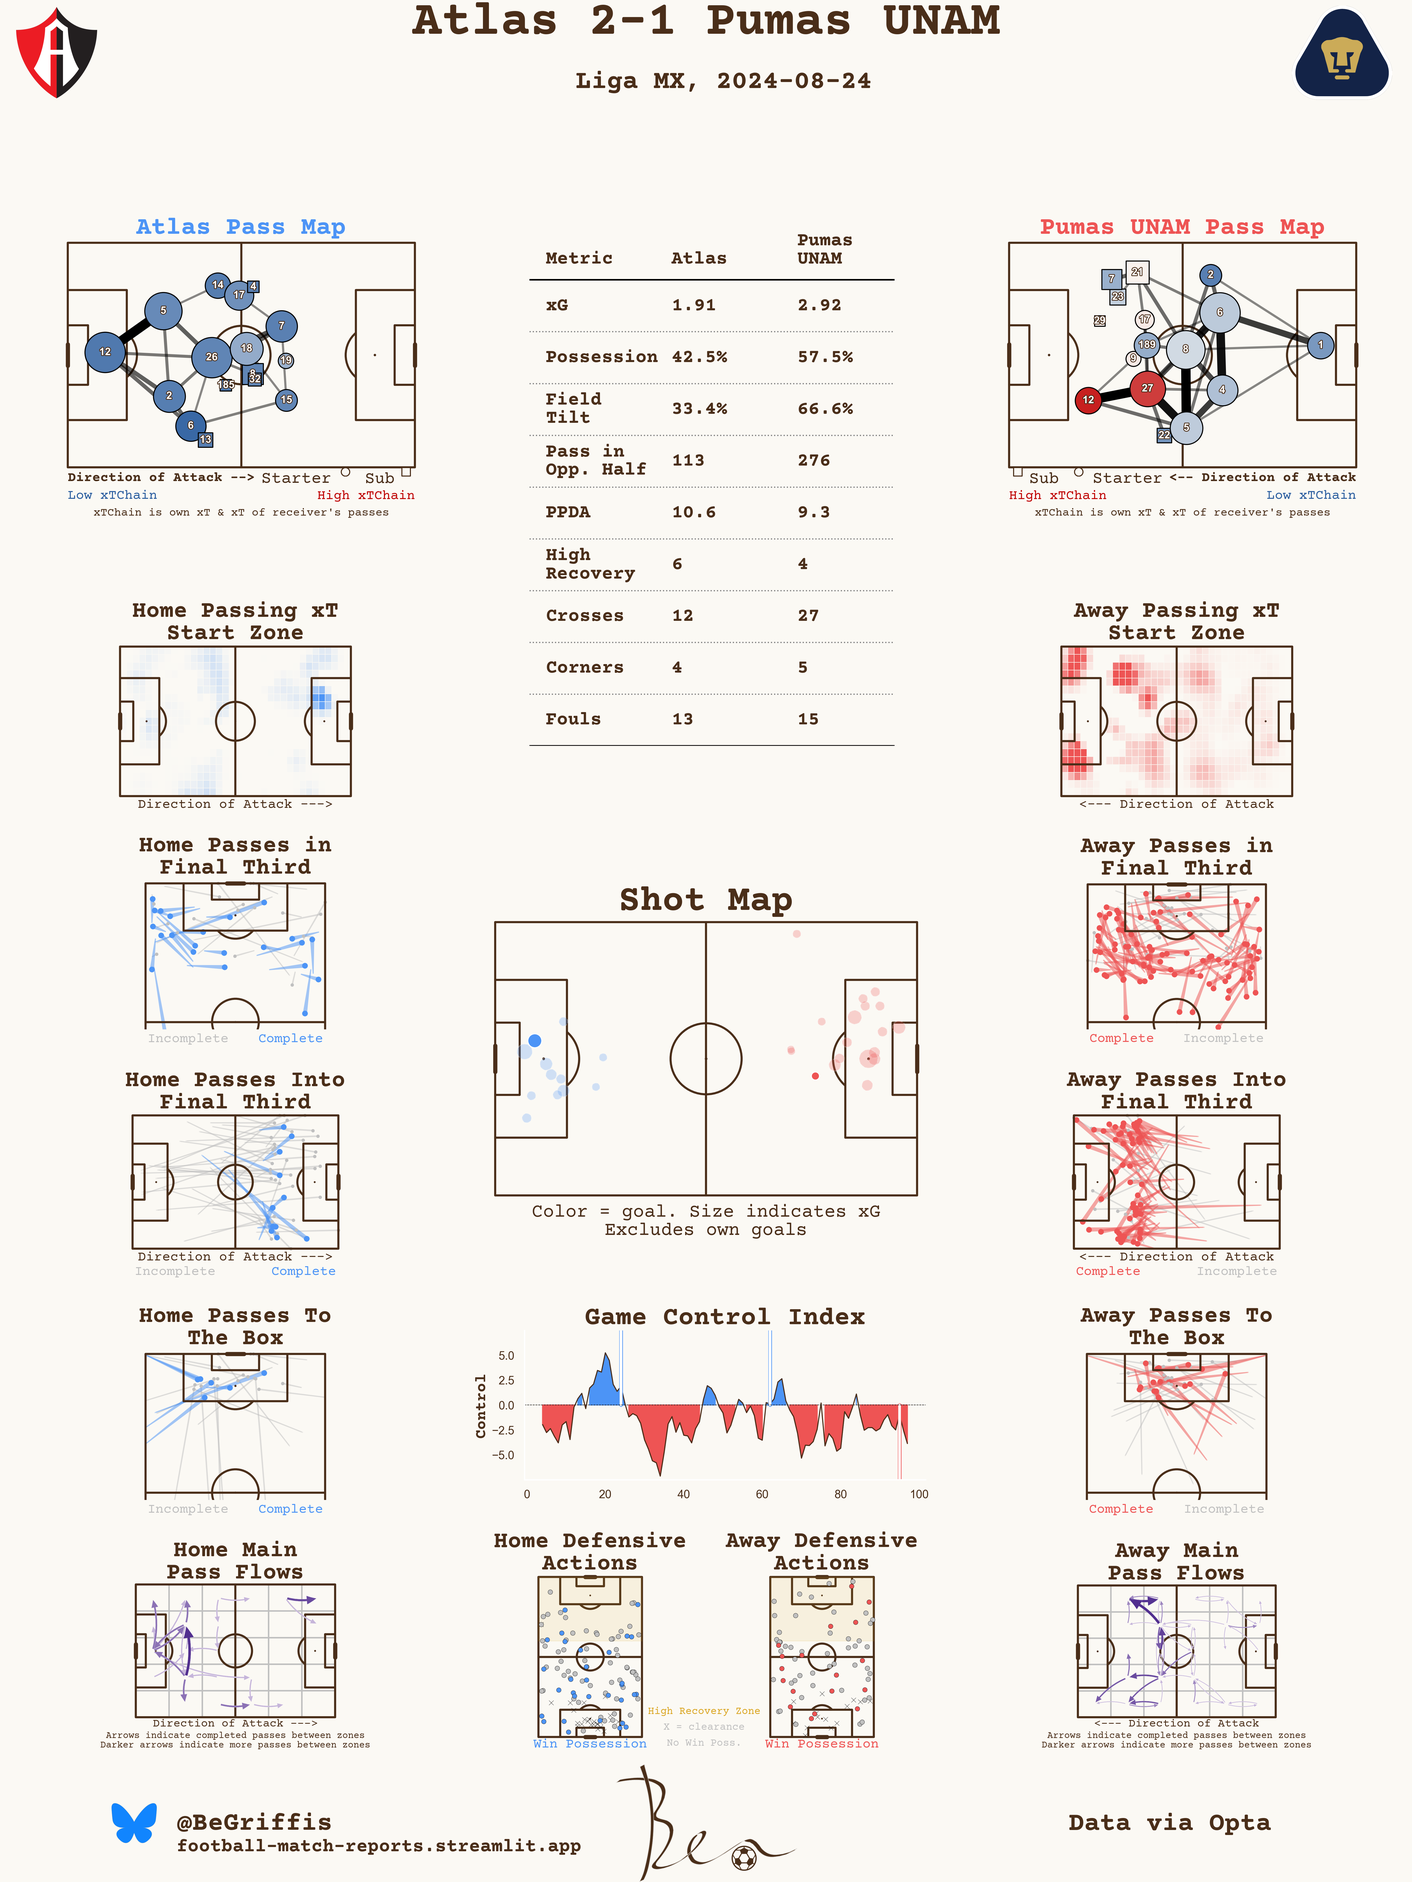 Atlas 2-1 Pumas UNAM
Liga MX, 2024-08-24
Atlas Pass Map
14
4
17
5
7
12
26
18
19
185
32
2
15
6
13
Direction of Attack --> Starter Sub
Low xTChain High xTChain
xTChain is own xT & xT of receiver's passes
Metric Atlas Pumas UNAM
xG 1.91 2.92
Possession 42.5% 57.5%
Field Tilt 33.4% 66.6%
Pass in Opp. Half 113 276
PPDA 10.6 9.3
High Recovery 6 4
Crosses 12 27
Corners 4 5
Fouls 13 15
Pumas UNAM Pass Map
7
21
2
23
6
29
17
189
8
1
9
27
4
12
22
5
Sub Starter <-- Direction of Attack
High xTChain Low xTChain
xTChain is own xT & xT of receiver's passes
Home Passing xT
Start Zone
Direction of Attack --->
Away Passing xT
Start Zone
<--- Direction of Attack
Home Passes in
Final Third
Incomplete Complete
Away Passes in
Final Third
Complete Incomplete
Shot Map
Color = goal. Size indicates xG
Excludes own goals
Home Passes Into
Final Third
Direction of Attack --->
Incomplete Complete
Away Passes Into
Final Third
<--- Direction of Attack
Complete Incomplete
Home Passes To
The Box
Incomplete Complete
Game Control Index
Control
5.0
2.5
0.0
−2.5
−5.0
0 20 40 60 80 100
Away Passes To
The Box
Complete Incomplete
Home Main
Pass Flows
Direction of Attack --->
Arrows indicate completed passes between zones
Darker arrows indicate more passes between zones
Home Defensive
Actions
Win Possession
Away Defensive
Actions
Win Possession
High Recovery Zone
X = clearance
No Win Poss.
Away Main
Pass Flows
<--- Direction of Attack
Arrows indicate completed passes between zones
Darker arrows indicate more passes between zones
@BeGriffis
football-match-reports.streamlit.app
Ben
Data via Opta